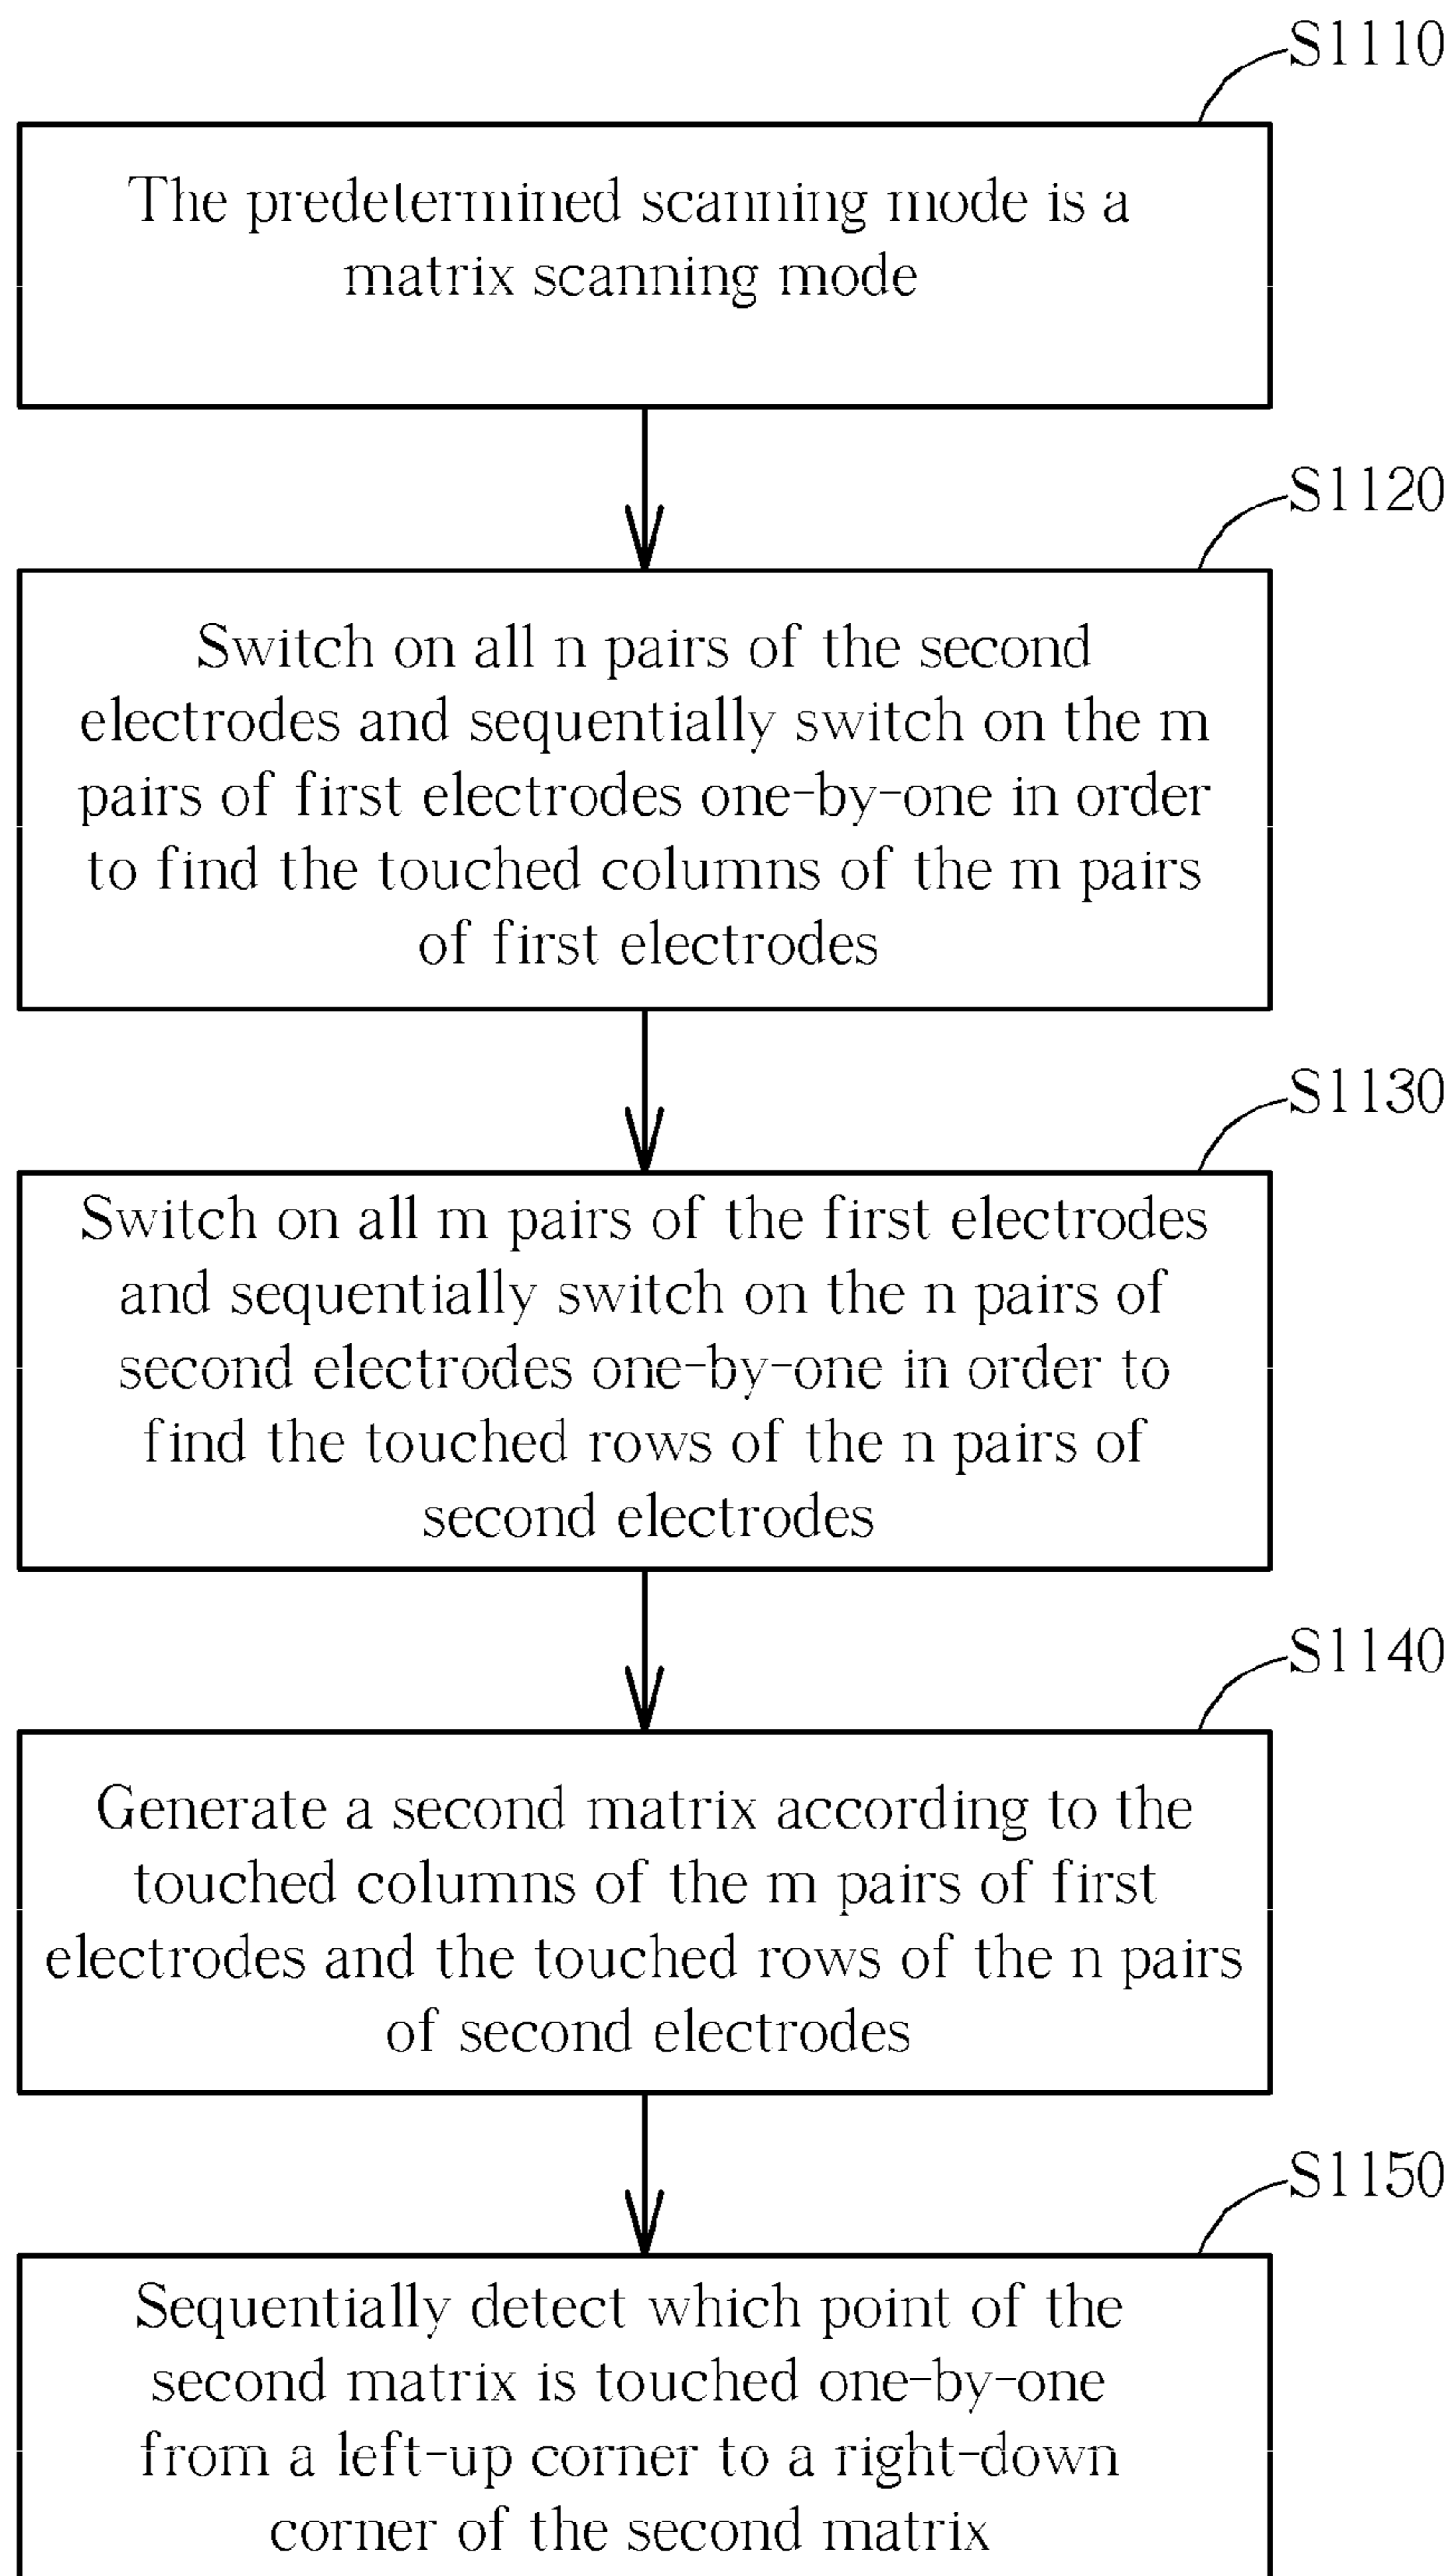 S1110
The predetermined scanning mode is a
matrix scanning mode
S1120
Switch on all n pairs of the second
electrodes and sequentially switch on the m
pairs of first electrodes one-by-one in order
to find the touched columns of the m pairs
of first electrodes
S1130
Switch on all m pairs of the first electrodes
and sequentially switch on the n pairs of
second electrodes one-by-one in order to
find the touched rows of the n pairs of
second electrodes
S1140
Generate a second matrix according to the
touched columns of the m pairs of first
electrodes and the touched rows of the n pairs
of second electrodes
S1150
Sequentially detect which point of the
second matrix is touched one-by-one
from a left-up corner to a right-down
corner of the second matrix